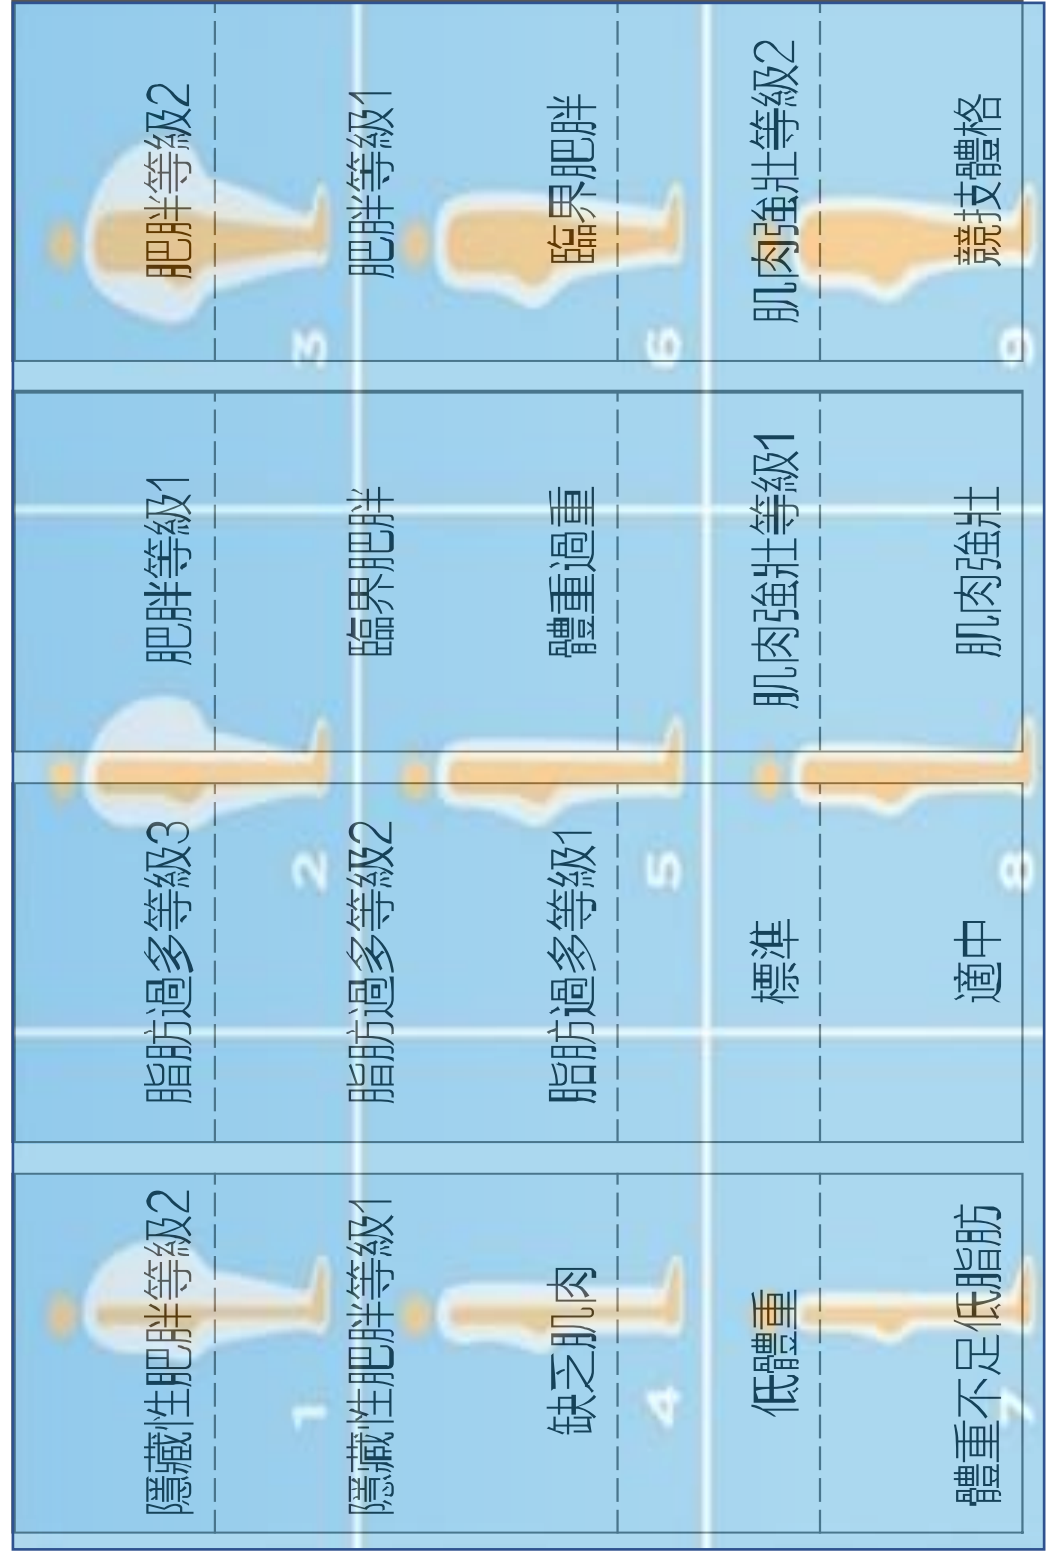 隱藏性肥胖等級2
脂肪過多等級3
肥胖等級1
肥胖等級2
1
2
3
隱藏性肥胖等級1
脂肪過多等級2
臨界肥胖
肥胖等級1
缺乏肌肉
脂肪過多等級1
體重過重
臨界肥胖
4
5
6
低體重
標準
肌肉強壯等級1
肌肉強壯等級2
體重不足低脂肪
適中
肌肉強壯
競技體格
7
8
9